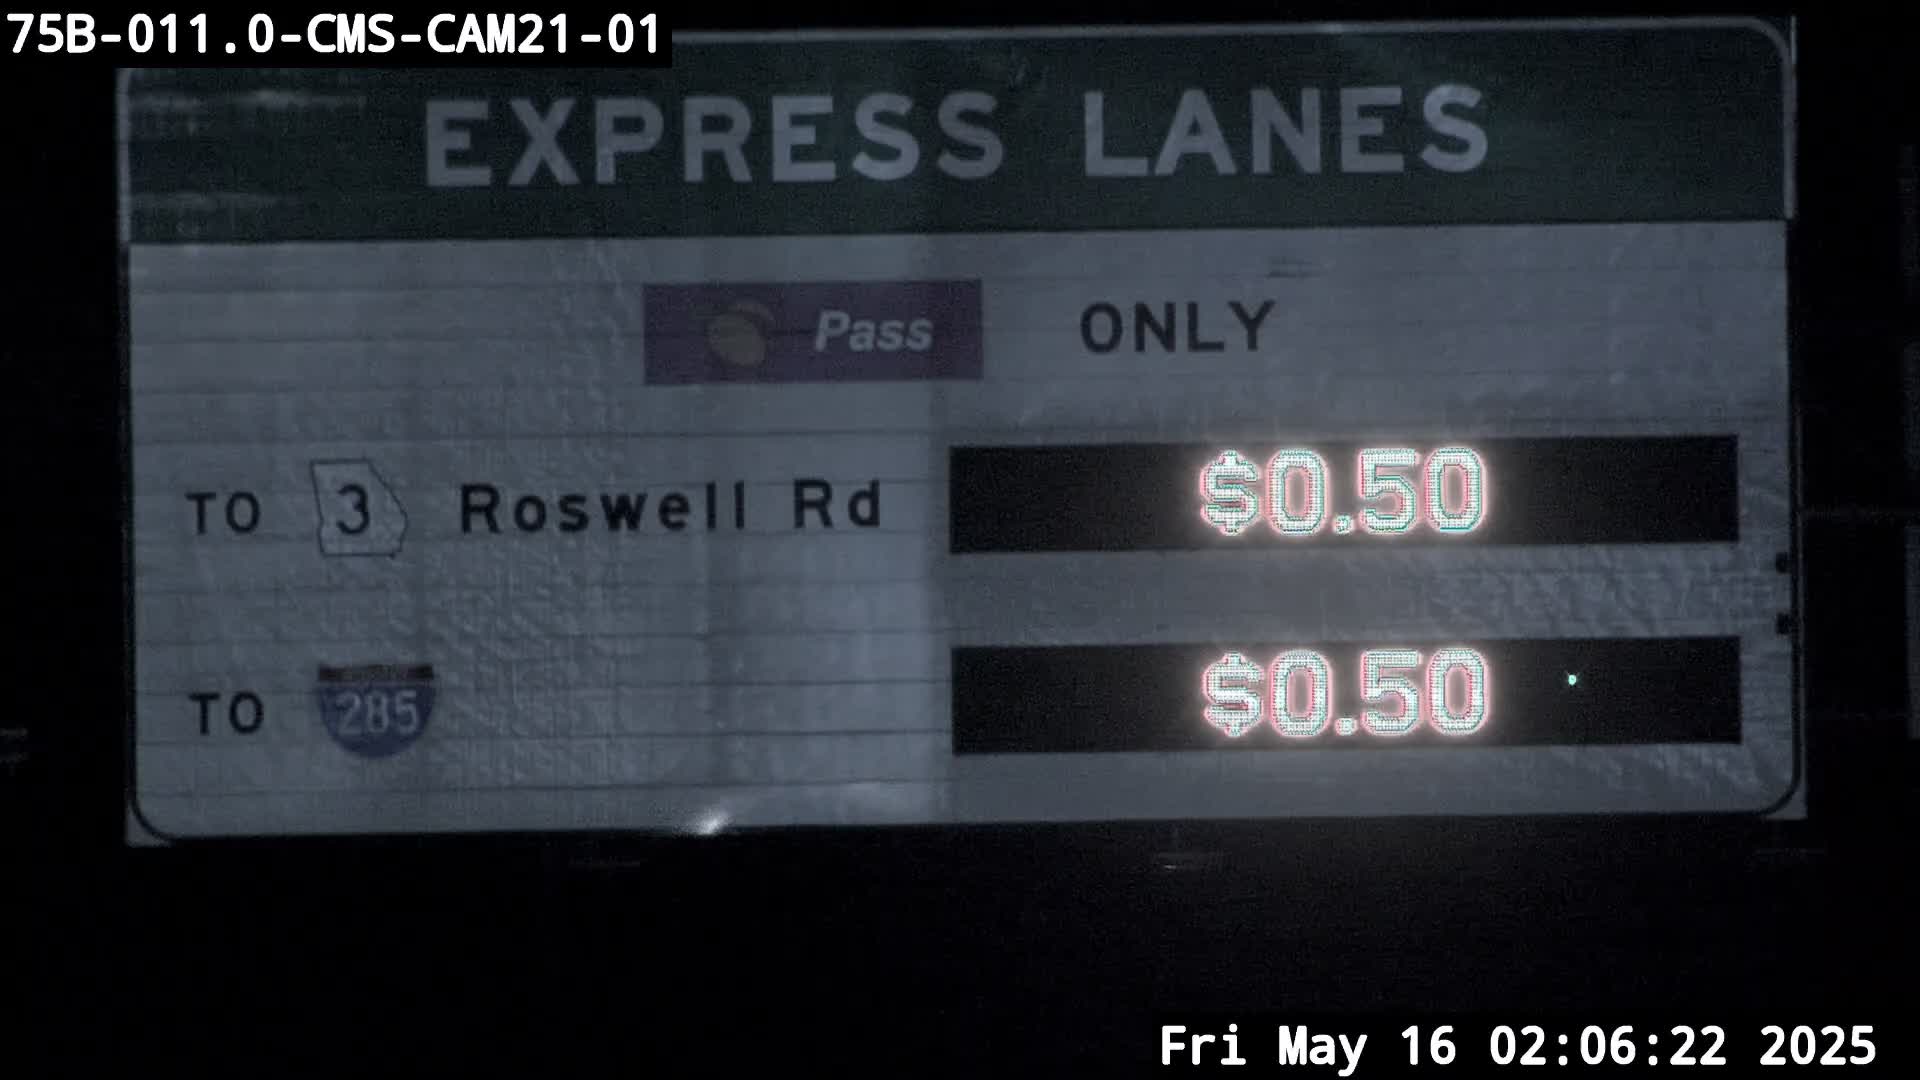 75B-011.0-CMS-CAM21-01
EXPRESS LANES
Pass ONLY
TO 3 Roswell Rd $0.50
TO 285 $0.50
Fri May 16 02:06:22 2025